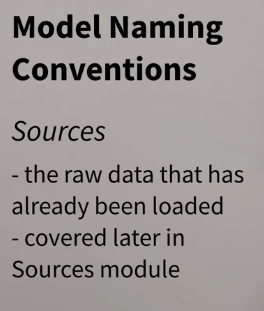 Model Naming
Conventions
Sources
- the raw data that has
already been loaded
- covered later in
Sources module